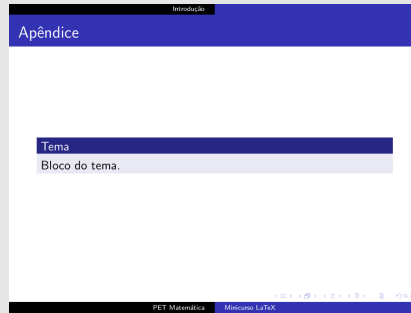 Introdução
Apêndice
Tema
Bloco do tema.
PET Matemática Minicurso LaTeX